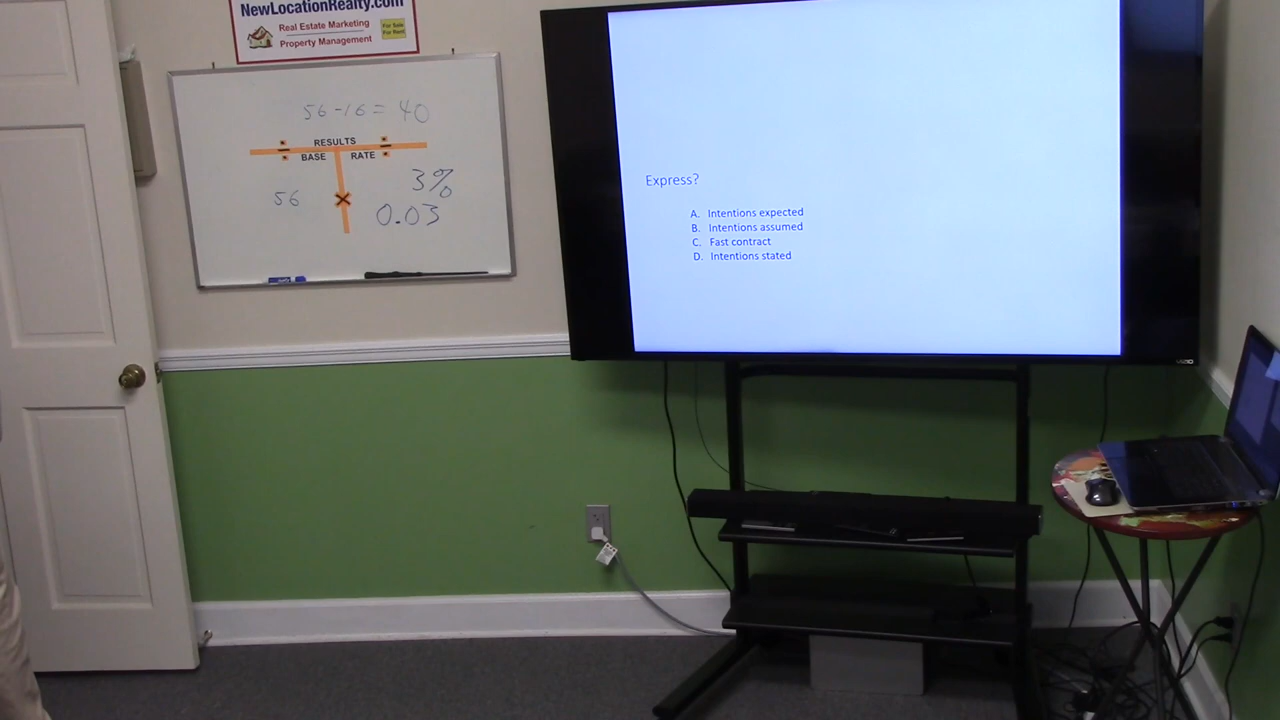 NewLocationRealty.com
Real Estate Marketing
Property Management
For Sale
For Rent
56-16=40
RESULTS
BASE RATE
3%
56
0.03
Express?
A. Intentions expected
B. Intentions assumed
C. Fast contract
D. Intentions stated
VIZIO